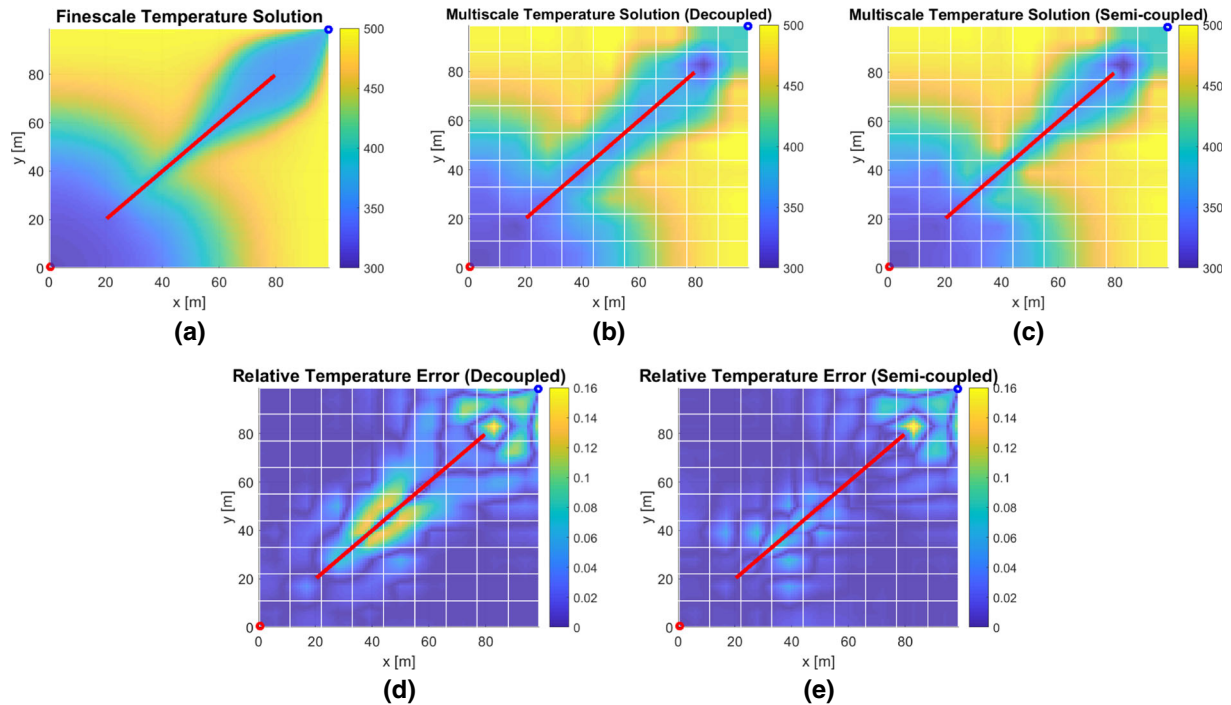 Finescale Temperature Solution
500
450
400
350
300
80
60
40
20
0
y [m]
0 20 40 60 80
x [m]
(a)
Multiscale Temperature Solution (Decoupled)
500
450
400
350
300
80
60
40
20
0
y [m]
0 20 40 60 80
x [m]
(b)
Multiscale Temperature Solution (Semi-coupled)
500
450
400
350
300
80
60
40
20
0
y [m]
0 20 40 60 80
x [m]
(c)
Relative Temperature Error (Decoupled)
0.16
0.14
0.12
0.1
0.08
0.06
0.04
0.02
0
80
60
40
20
0
y [m]
0 20 40 60 80
x [m]
(d)
Relative Temperature Error (Semi-coupled)
0.16
0.14
0.12
0.1
0.08
0.06
0.04
0.02
0
80
60
40
20
0
y [m]
0 20 40 60 80
x [m]
(e)